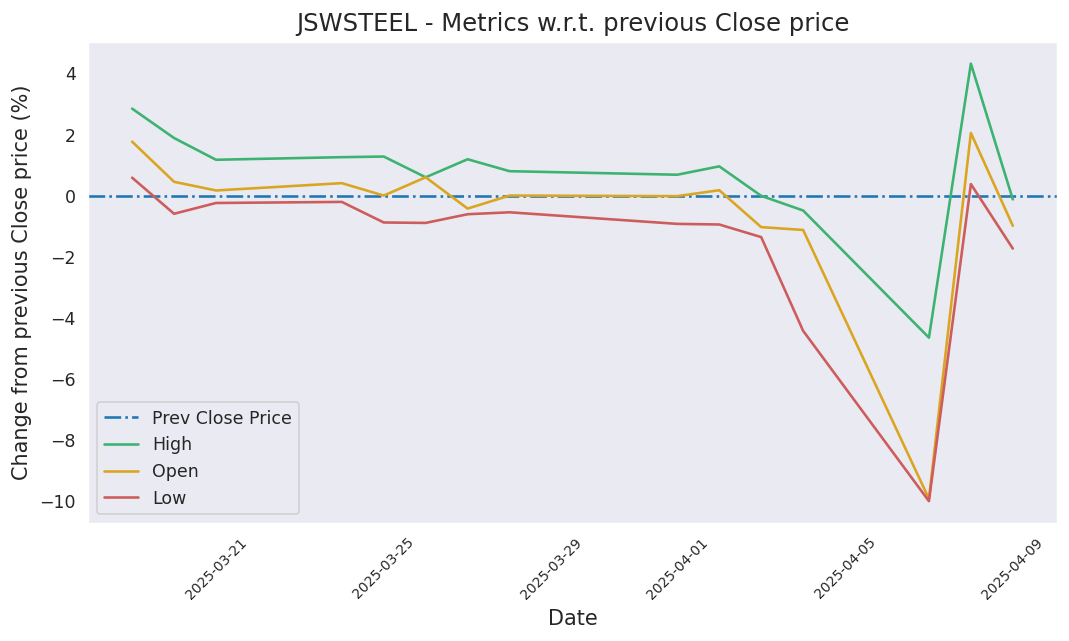 JSWSTEEL - Metrics w.r.t. previous Close price
Change from previous Close price (%)
4
2
0
−2
−4
−6
−8
−10
Prev Close Price
High
Open
Low
2025-03-21
2025-03-25
2025-03-29
2025-04-01
2025-04-05
2025-04-09
Date